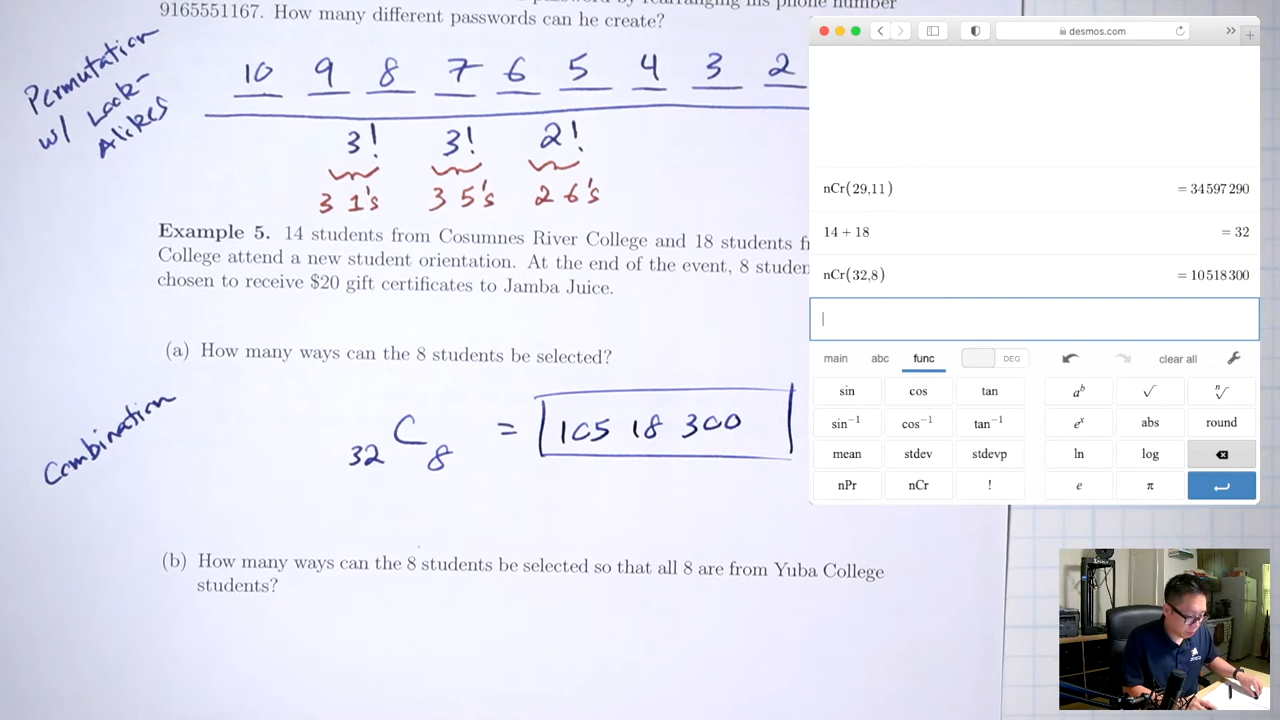 9165551167. How many different passwords can he create?
desmos.com
Permutation
w/ Look-
Alikes
10 9 8 7 6 5 4 3 2
3! 3! 2!
3 1's 3 5's 2 6's
nCr(29,11) = 34597290
14 + 18 = 32
nCr(32,8) = 10518300
Example 5. 14 students from Cosumnes River College and 18 students
College attend a new student orientation. At the end of the event, 8
chosen to receive $20 gift certificates to Jamba Juice.
(a) How many ways can the 8 students be selected?
main abc func DEG clear all
sin cos tan aᵇ √ ⁿ√
sin⁻¹ cos⁻¹ tan⁻¹ eˣ abs round
mean stdev stdevp ln log
nPr nCr ! e π
Combination
32 C 8 = 105 18 300
(b) How many ways can the 8 students be selected so that all 8 are from Yuba College
students?